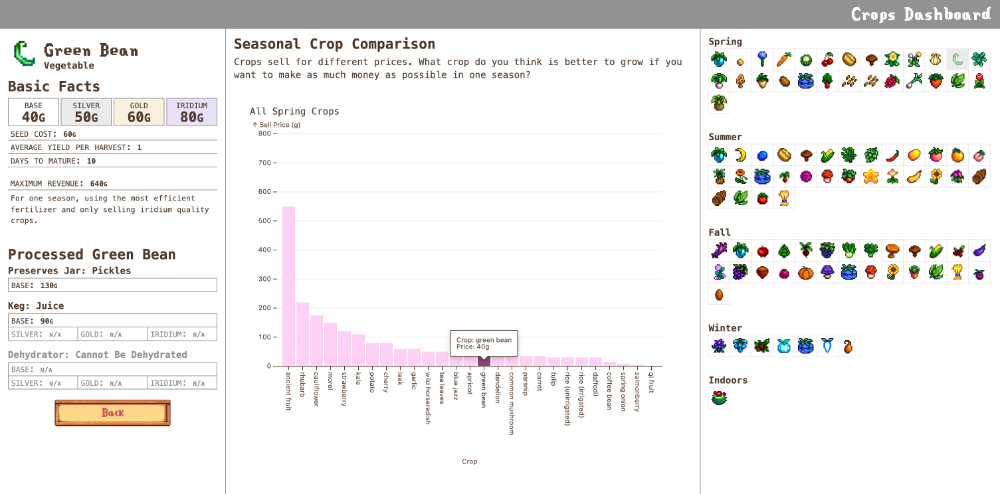 Crops Dashboard
Green Bean
Vegetable
Basic Facts
BASE
40G
SILVER
50G
GOLD
60G
IRIDIUM
80G
SEED COST: 60G
AVERAGE YIELD PER HARVEST: 1
DAYS TO MATURE: 10
MAXIMUM REVENUE: 640G
For one season, using the most efficient
fertilizer and only selling iridium quality
crops.
Processed Green Bean
Preserves Jar: Pickles
BASE: 130G
Keg: Juice
BASE: 90G
SILVER: N/A GOLD: N/A IRIDIUM: N/A
Dehydrator: Cannot Be Dehydrated
BASE: N/A
SILVER: N/A GOLD: N/A IRIDIUM: N/A
Back
Seasonal Crop Comparison
Crops sell for different prices. What crop do you think is better to grow if you
want to make as much money as possible in one season?
All Spring Crops
↑ Sell Price (g)
800
700
600
500
400
300
200
100
0
Crop: green bean
Price: 40g
ancient fruit
rhubarb
cauliflower
morel
strawberry
kale
potato
cherry
leek
garlic
wild horseradish
tea leaves
blue jazz
apricot
green bean
dandelion
common mushroom
parsnip
carrot
tulip
rice (unirrigated)
rice (irrigated)
daffodil
coffee bean
spring onion
salmonberry
qi fruit
Crop
Spring
Summer
Fall
Winter
Indoors